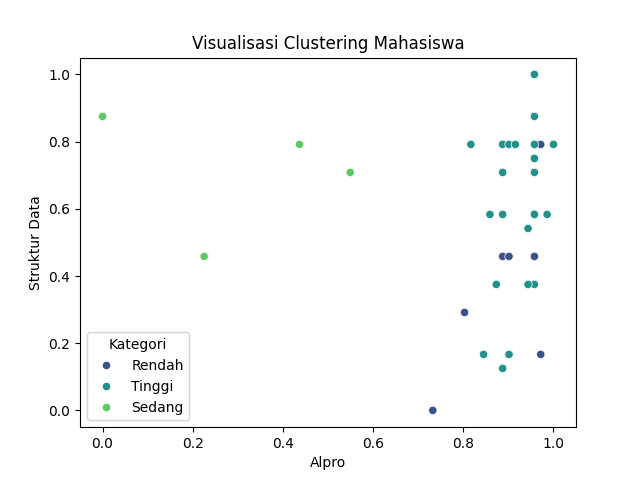 Visualisasi Clustering Mahasiswa
1.0
0.8
0.6
0.4
0.2
0.0
Struktur Data
Kategori
Rendah
Tinggi
Sedang
0.0 0.2 0.4 0.6 0.8 1.0
Alpro